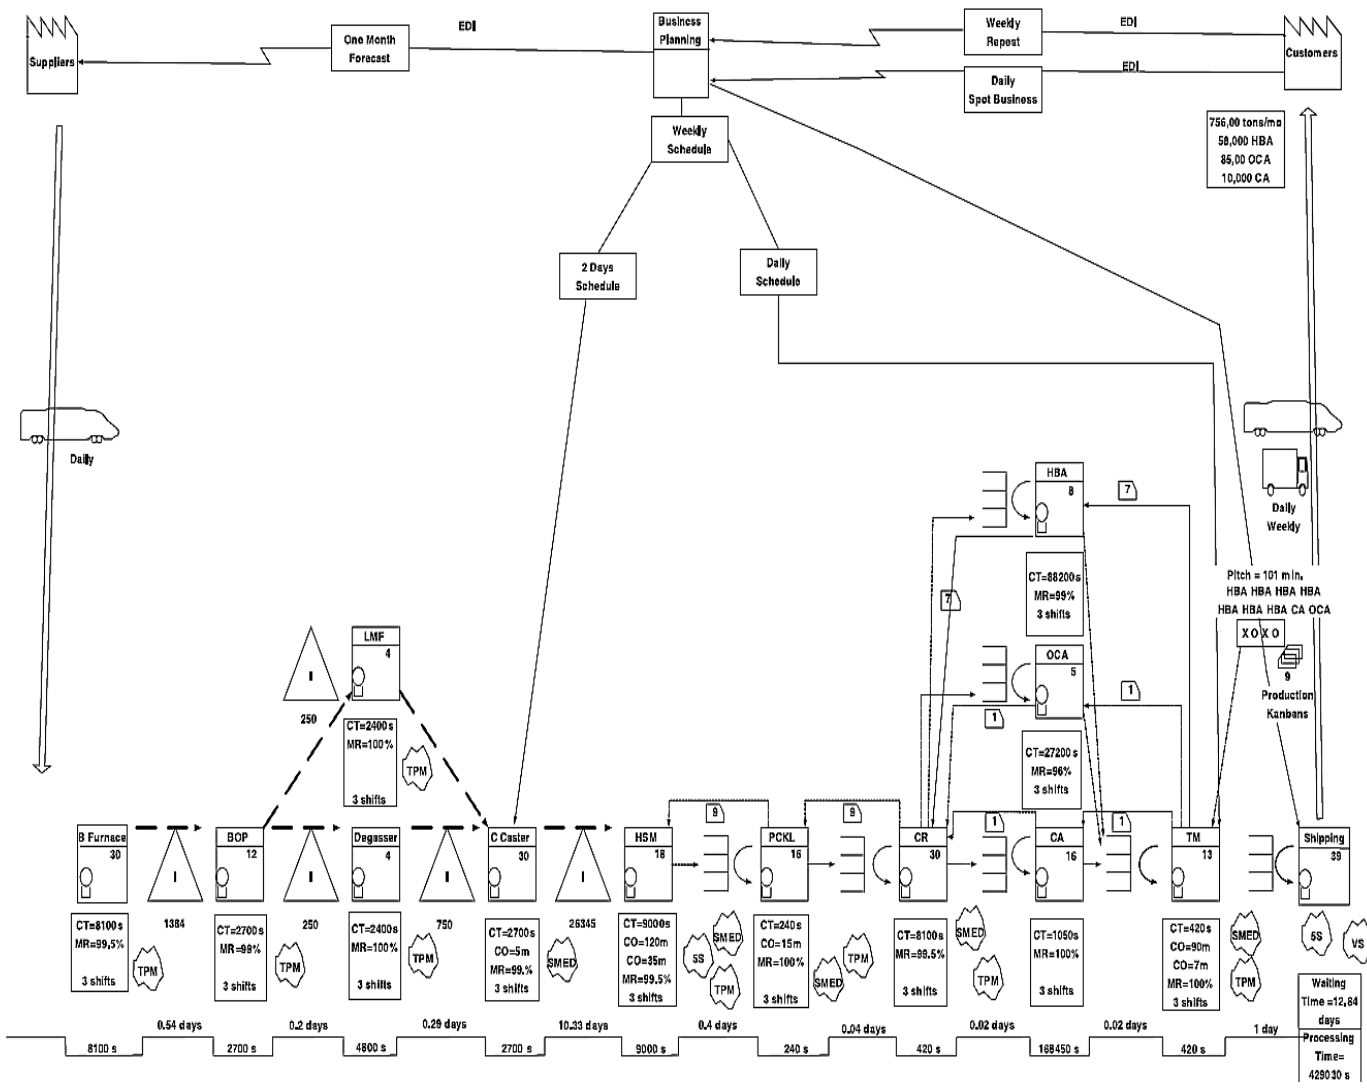 Suppliers
One Month
Forecast
EDI
Business
Planning
Weekly
Repeat
EDI
Daily
Spot Business
EDI
Customers
756,00 tons/mo
58,000 HBA
85,00 OCA
10,000 CA
Weekly
Schedule
2 Days
Schedule
Daily
Schedule
Daily
Daily
Weekly
Pitch = 101 min.
HBA HBA HBA HBA
HBA HBA HBA CA OCA
X O X O
9
Production
Kanbans
HBA
8
CT=88200s
MR=99%
3 shifts
7
7
OCA
5
CT=27200s
MR=96%
3 shifts
1
1
LMF
4
CT=2400s
MR=100%
3 shifts
TPM
I
250
B Furnace
30
CT=8100s
MR=99,5%
3 shifts
TPM
I
1384
BOP
12
CT=2700s
MR=99%
3 shifts
TPM
I
250
Degasser
4
CT=2400s
MR=100%
3 shifts
TPM
I
750
C Caster
30
CT=2700s
CO=5m
MR=99.%
3 shifts
SMED
I
26345
HSM
18
CT=9000s
CO=120m
CO=35m
MR=99.5%
3 shifts
5S
SMED
TPM
9
PCKL
16
CT=240s
CO=15m
MR=100%
3 shifts
SMED
TPM
9
CR
30
CT=8100s
MR=99.5%
3 shifts
SMED
TPM
1
CA
16
CT=1050s
MR=100%
3 shifts
1
TM
13
CT=420s
CO=90m
CO=7m
MR=100%
3 shifts
SMED
TPM
Shipping
39
5S
VS
Waiting
Time =12,84
days
Processing
Time=
429030 s
0.54 days
0.2 days
0.29 days
10.33 days
0.4 days
0.04 days
0.02 days
0.02 days
1 day
8100 s
2700 s
4800 s
2700 s
9000 s
240 s
420 s
168450 s
420 s